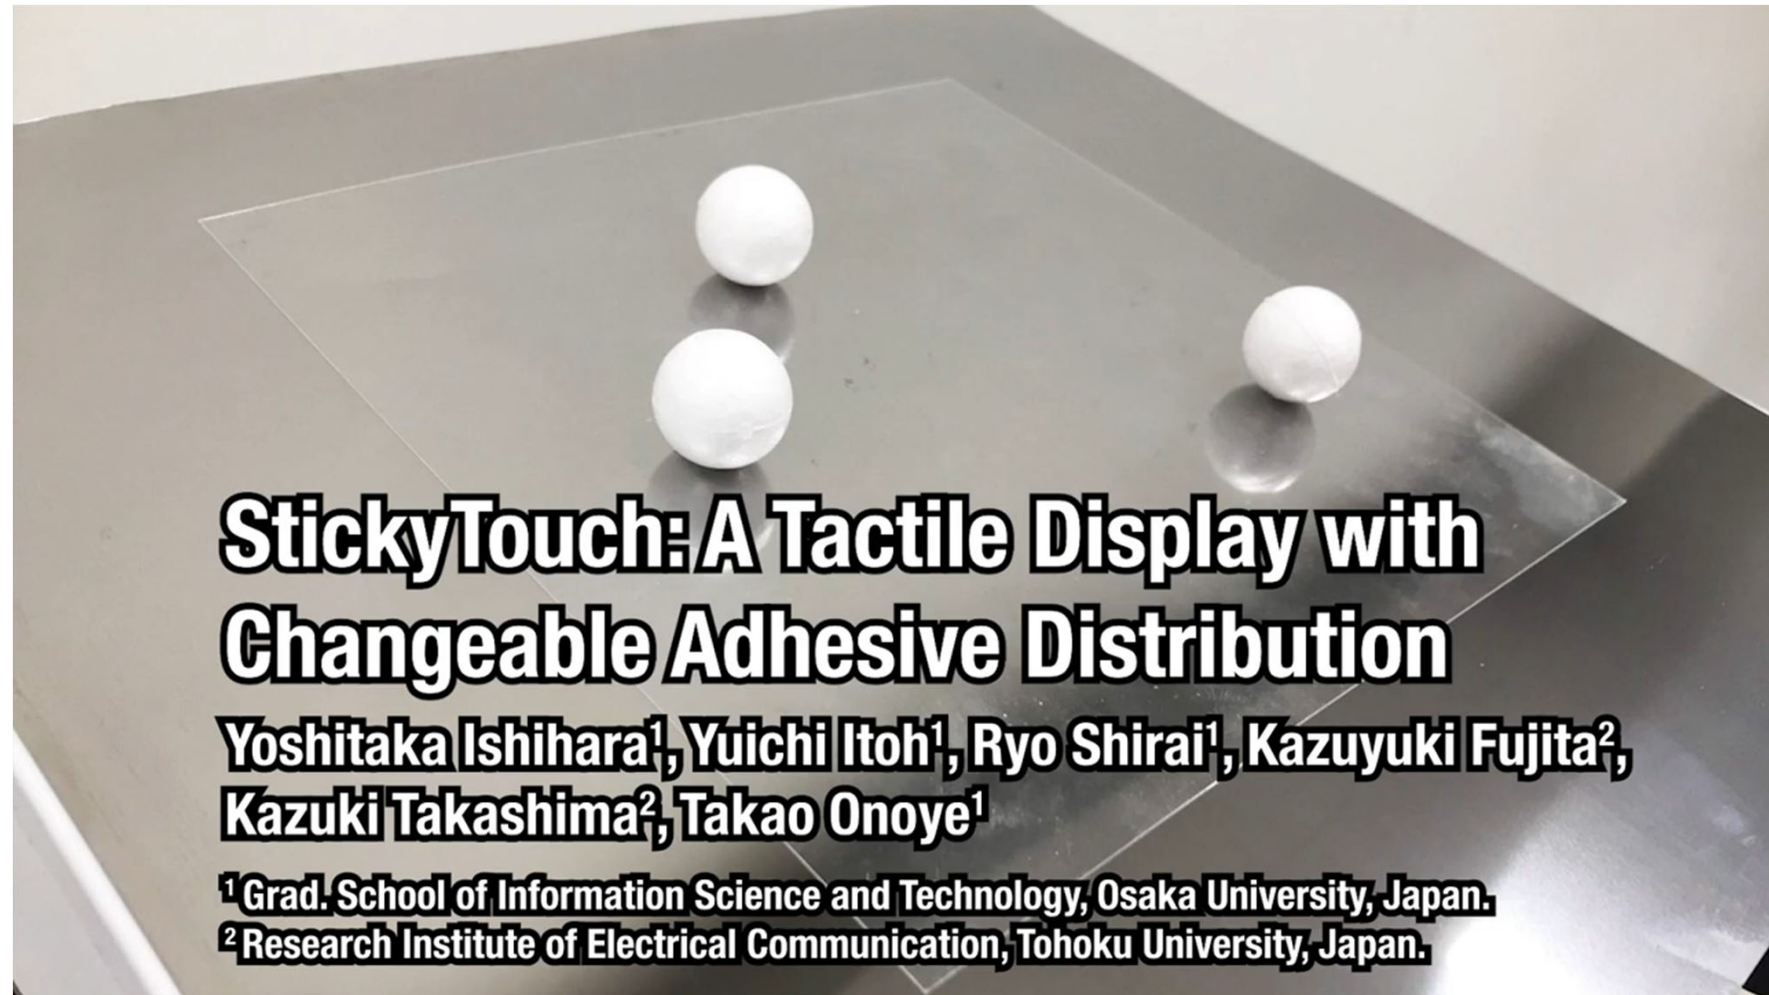 StickyTouch: A Tactile Display with
Changeable Adhesive Distribution
Yoshitaka Ishihara¹, Yuichi Itoh¹, Ryo Shirai¹, Kazuyuki Fujita²,
Kazuki Takashima², Takao Onoye¹
¹ Grad. School of Information Science and Technology, Osaka University, Japan.
² Research Institute of Electrical Communication, Tohoku University, Japan.